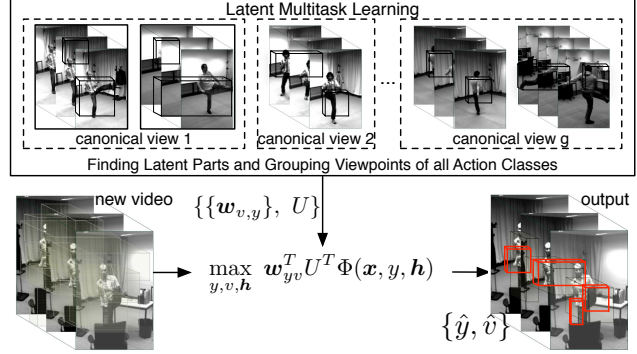 Latent Multitask Learning
canonical view 1
canonical view 2
...
canonical view g
Finding Latent Parts and Grouping Viewpoints of all Action Classes
new video
{{w_{v,y}}, U}
output
max_{y,v,h} w_{yv}^T U^T Φ(x, y, h)
{ŷ, v̂}